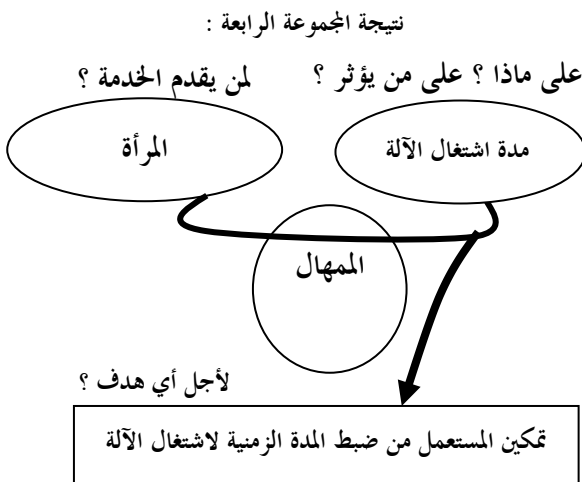 نتيجة المجموعة الرابعة :
على ماذا ؟ على من يؤثر ؟
لمن يقدم الخدمة ؟
مدة اشتغال الآلة
المرأة
الممهال
لأجل أي هدف ؟
تمكين المستعمل من ضبط المدة الزمنية لاشتغال الآلة